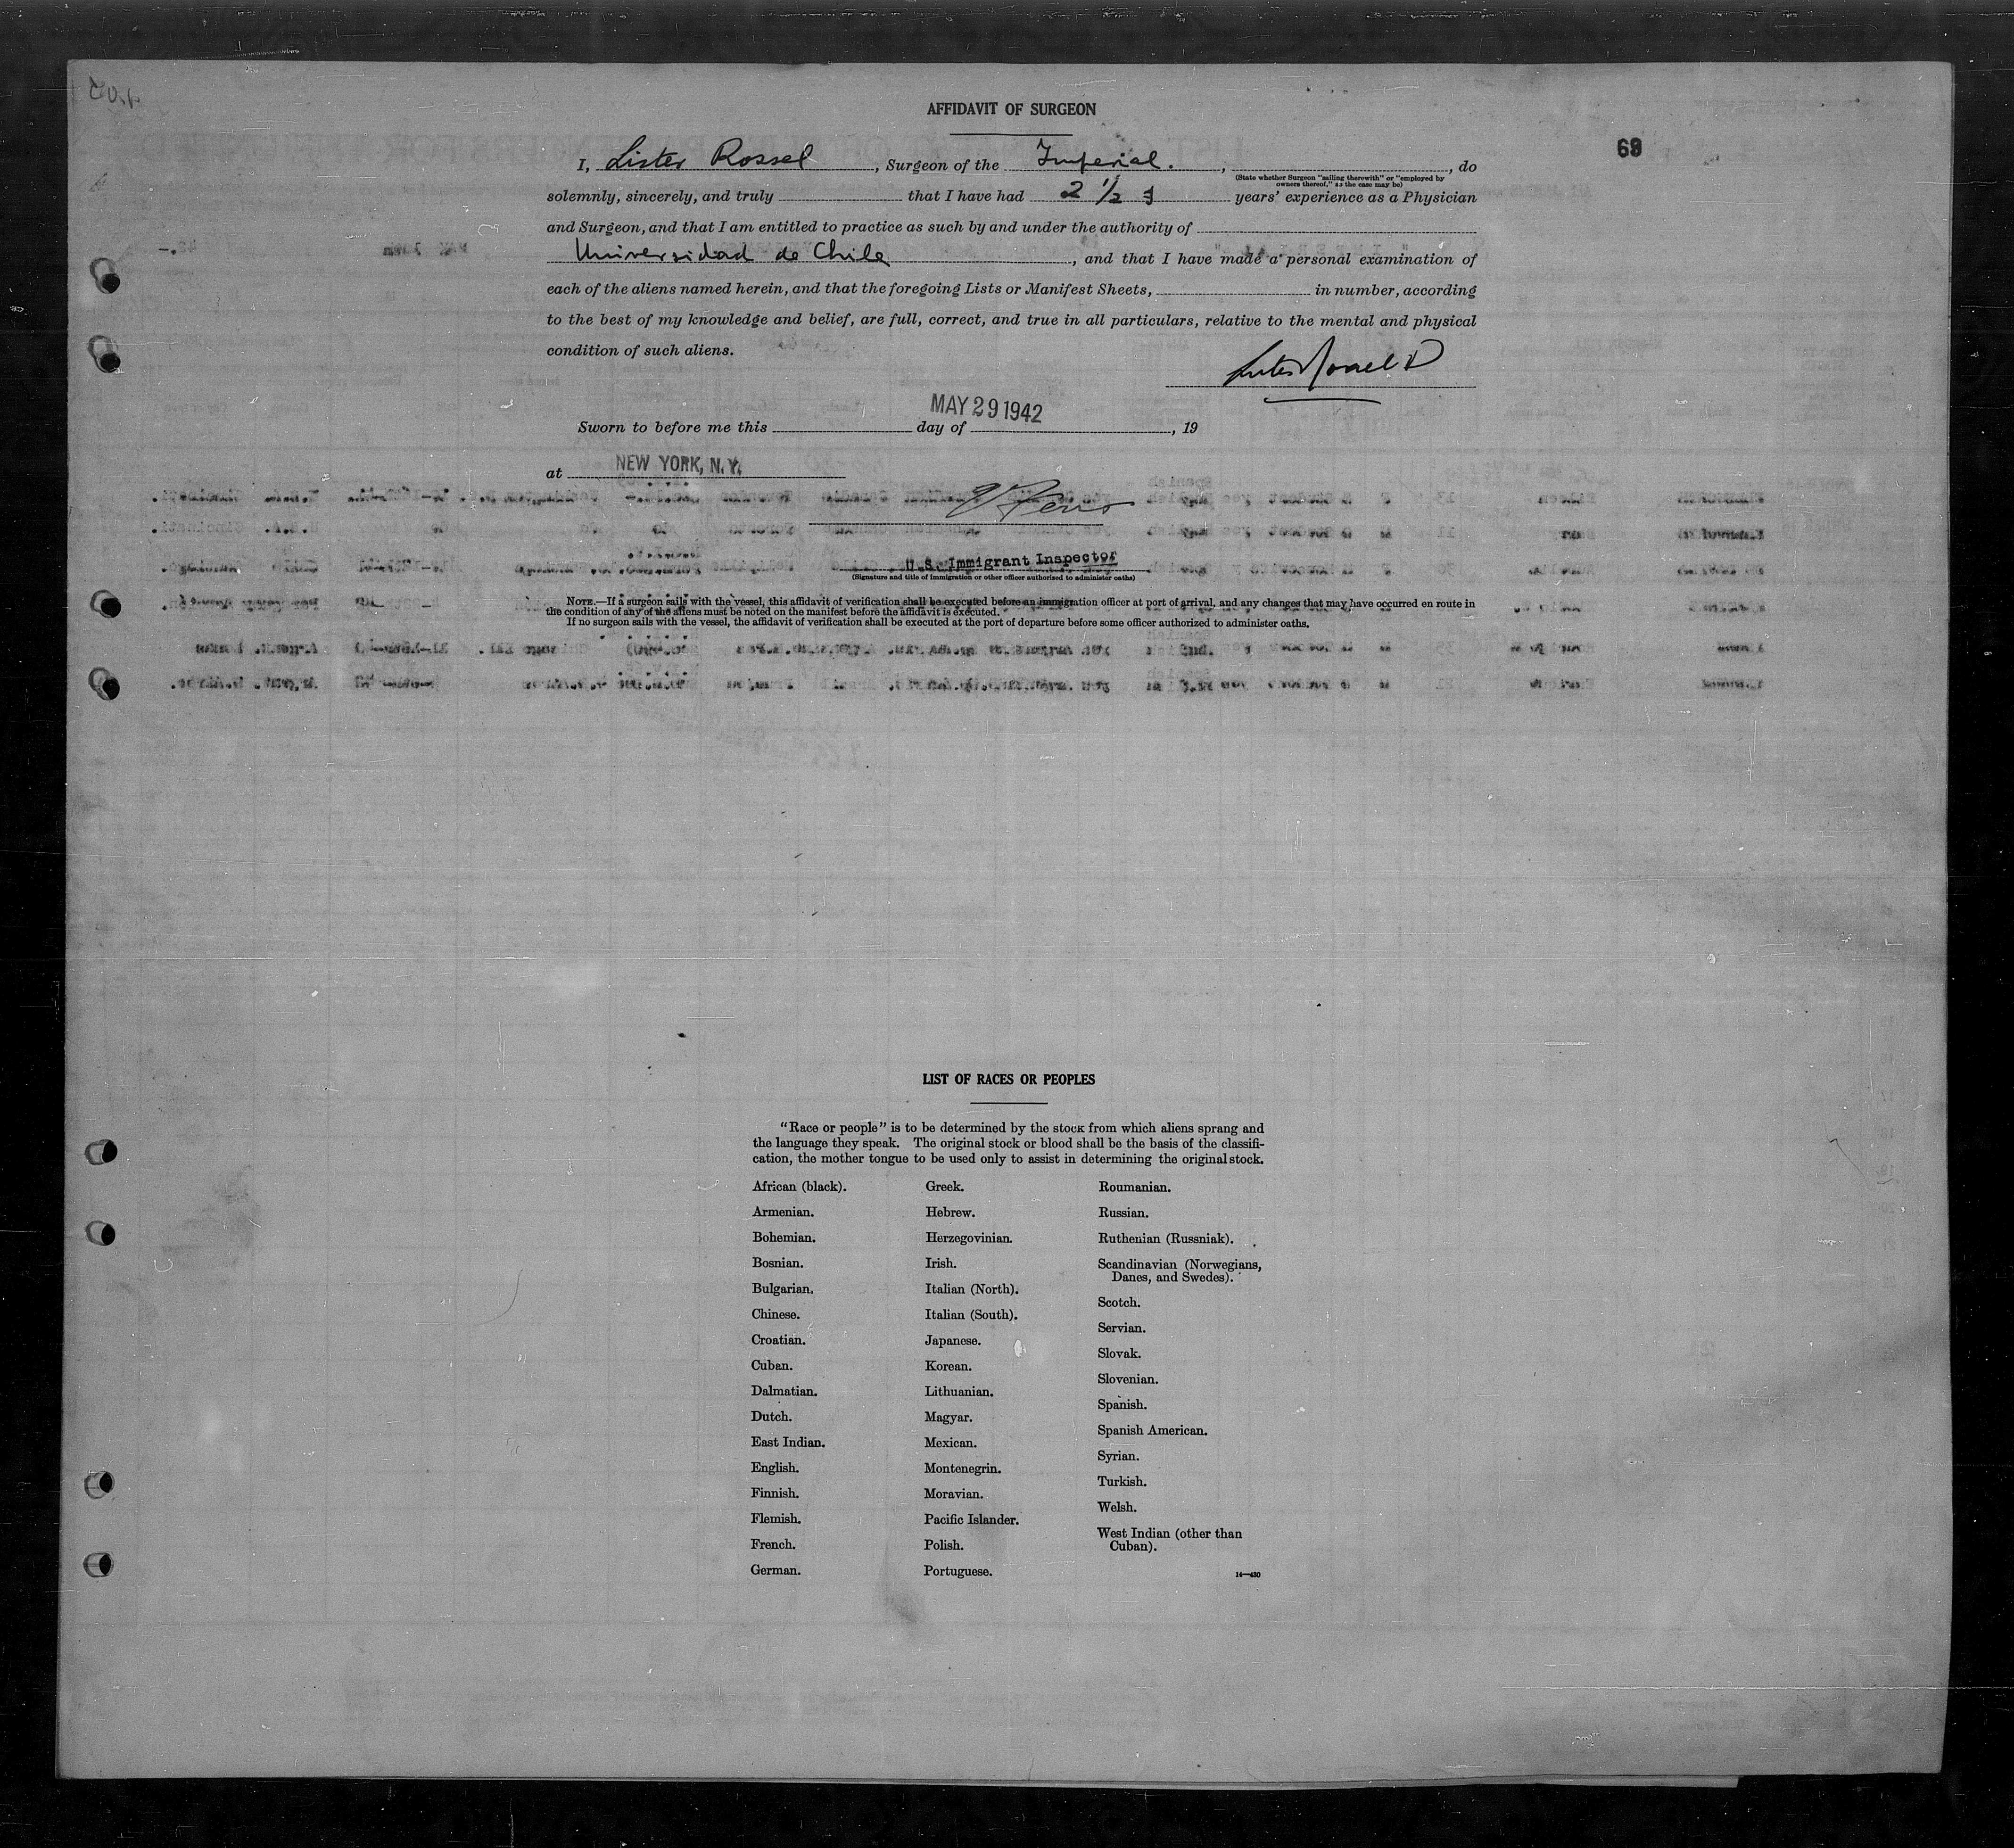 AFFIDAVIT OF SURGEON
69
I, Lister Rossel, Surgeon of the Imperial., , do
(State whether Surgeon "sailing therewith" or "employed by
owners thereof," as the case may be)
solemnly, sincerely, and truly that I have had 2 1/2 years' experience as a Physician
and Surgeon, and that I am entitled to practice as such by and under the authority of
Universidad de Chile, and that I have made a personal examination of
each of the aliens named herein, and that the foregoing Lists or Manifest Sheets, in number, according
to the best of my knowledge and belief, are full, correct, and true in all particulars, relative to the mental and physical
condition of such aliens.
MAY 29 1942
Sworn to before me this day of , 19
at NEW YORK, N.Y.
U.S. Immigrant Inspector
(Signature and title of immigration or other officer authorized to administer oaths)
NOTE.—If a surgeon sails with the vessel, this affidavit of verification shall be executed before an immigration officer at port of arrival, and any changes that may have occurred en route in
the condition of any of the aliens must be noted on the manifest before the affidavit is executed.
If no surgeon sails with the vessel, the affidavit of verification shall be executed at the port of departure before some officer authorized to administer oaths.
LIST OF RACES OR PEOPLES
"Race or people" is to be determined by the stock from which aliens sprang and
the language they speak. The original stock or blood shall be the basis of the classifi-
cation, the mother tongue to be used only to assist in determining the original stock.
African (black).
Armenian.
Bohemian.
Bosnian.
Bulgarian.
Chinese.
Croatian.
Cuban.
Dalmatian.
Dutch.
East Indian.
English.
Finnish.
Flemish.
French.
German.
Greek.
Hebrew.
Herzegovinian.
Irish.
Italian (North).
Italian (South).
Japanese.
Korean.
Lithuanian.
Magyar.
Mexican.
Montenegrin.
Moravian.
Pacific Islander.
Polish.
Portuguese.
Roumanian.
Russian.
Ruthenian (Russniak).
Scandinavian (Norwegians,
Danes, and Swedes).
Scotch.
Servian.
Slovak.
Slovenian.
Spanish.
Spanish American.
Syrian.
Turkish.
Welsh.
West Indian (other than
Cuban).
14—430